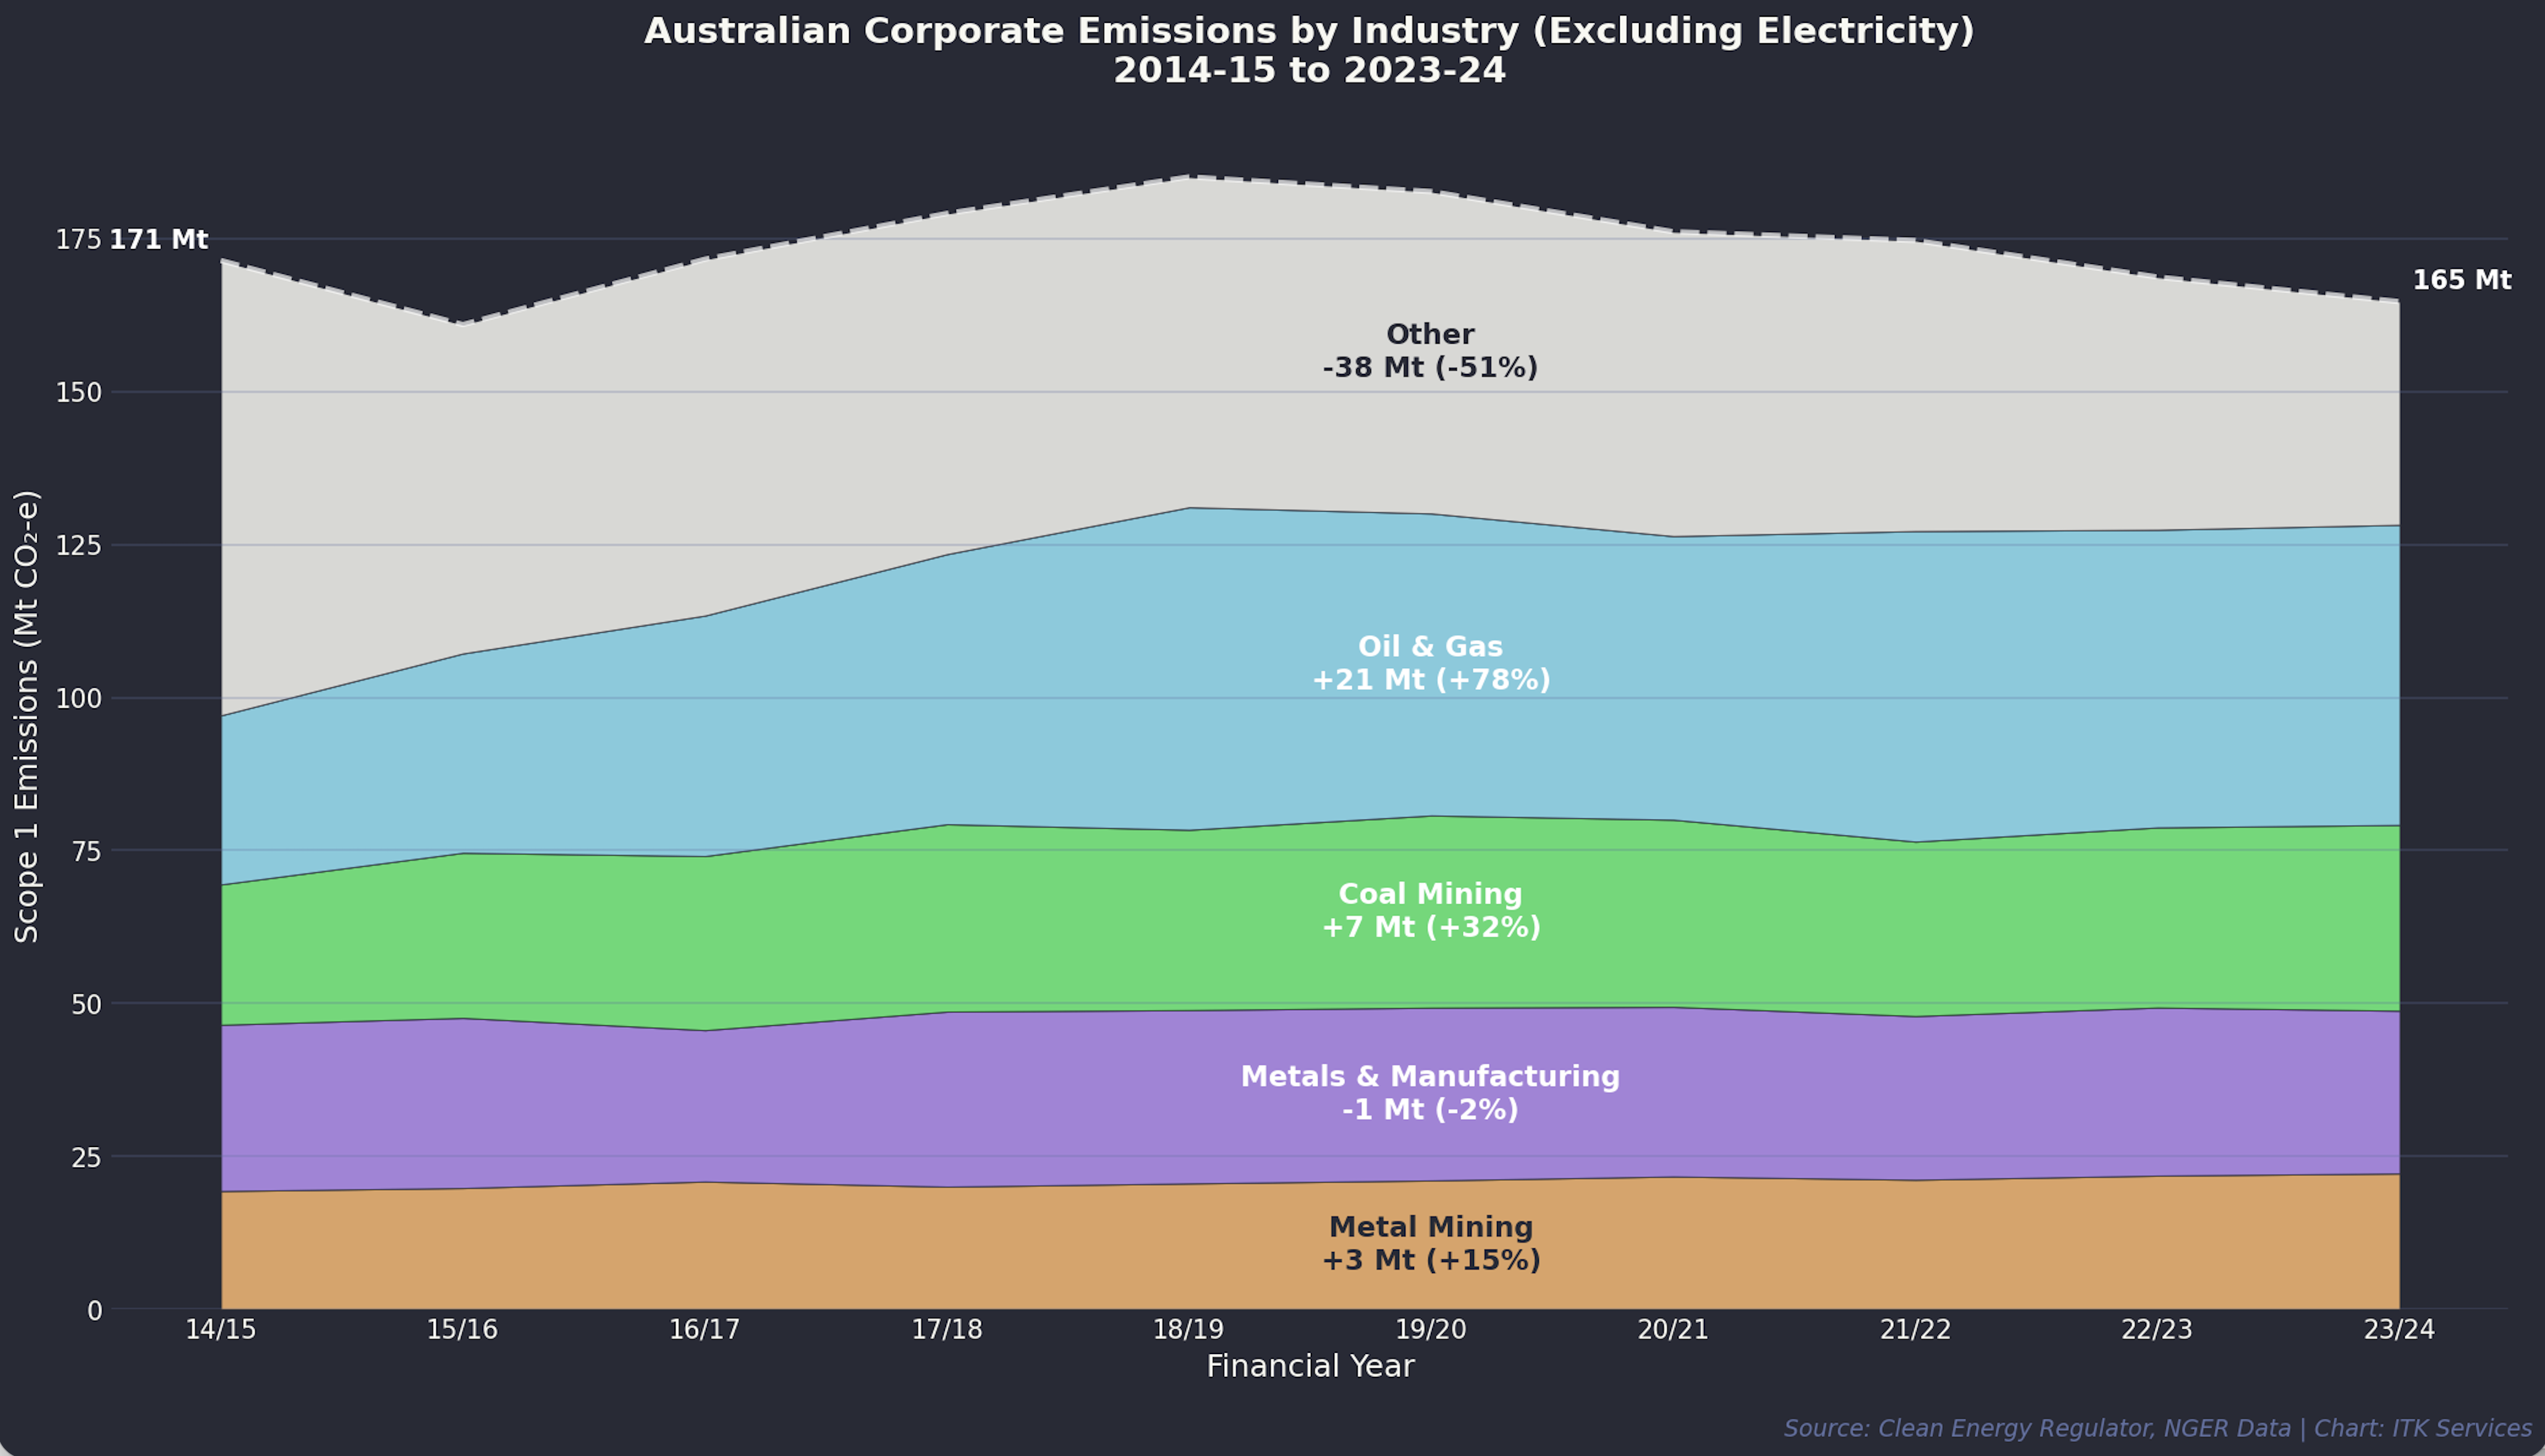 Australian Corporate Emissions by Industry (Excluding Electricity)
2014-15 to 2023-24
Scope 1 Emissions (Mt CO₂-e)
175
150
125
100
75
50
25
0
171 Mt
165 Mt
Other
-38 Mt (-51%)
Oil & Gas
+21 Mt (+78%)
Coal Mining
+7 Mt (+32%)
Metals & Manufacturing
-1 Mt (-2%)
Metal Mining
+3 Mt (+15%)
14/15 15/16 16/17 17/18 18/19 19/20 20/21 21/22 22/23 23/24
Financial Year
Source: Clean Energy Regulator, NGER Data | Chart: ITK Services